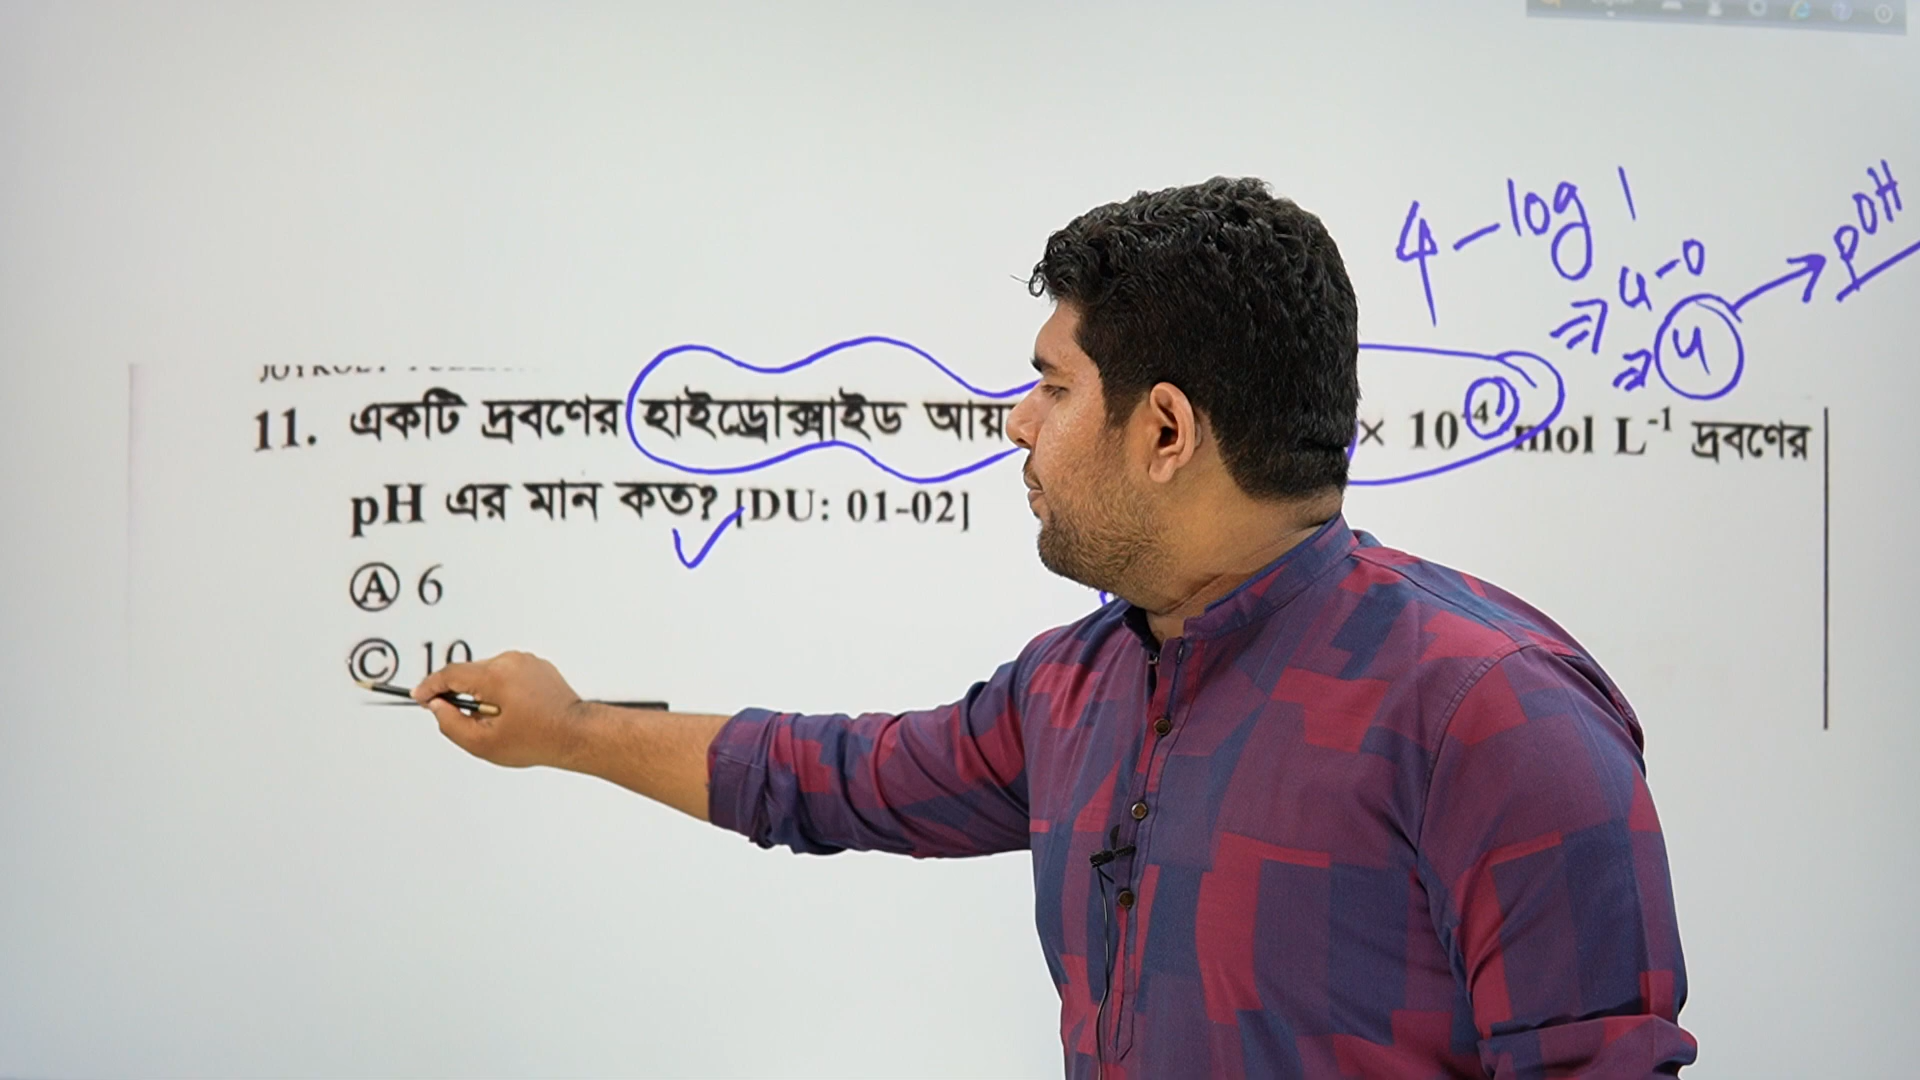 4 – log 1
⇒ 4 – 0
⇒ 4 → pOH
11. একটি দ্রবণের হাইড্রোক্সাইড × 10⁻⁴ mol L⁻¹ দ্রবণের
pH এর মান কত? [DU: 01-02]
Ⓐ 6
Ⓒ 10